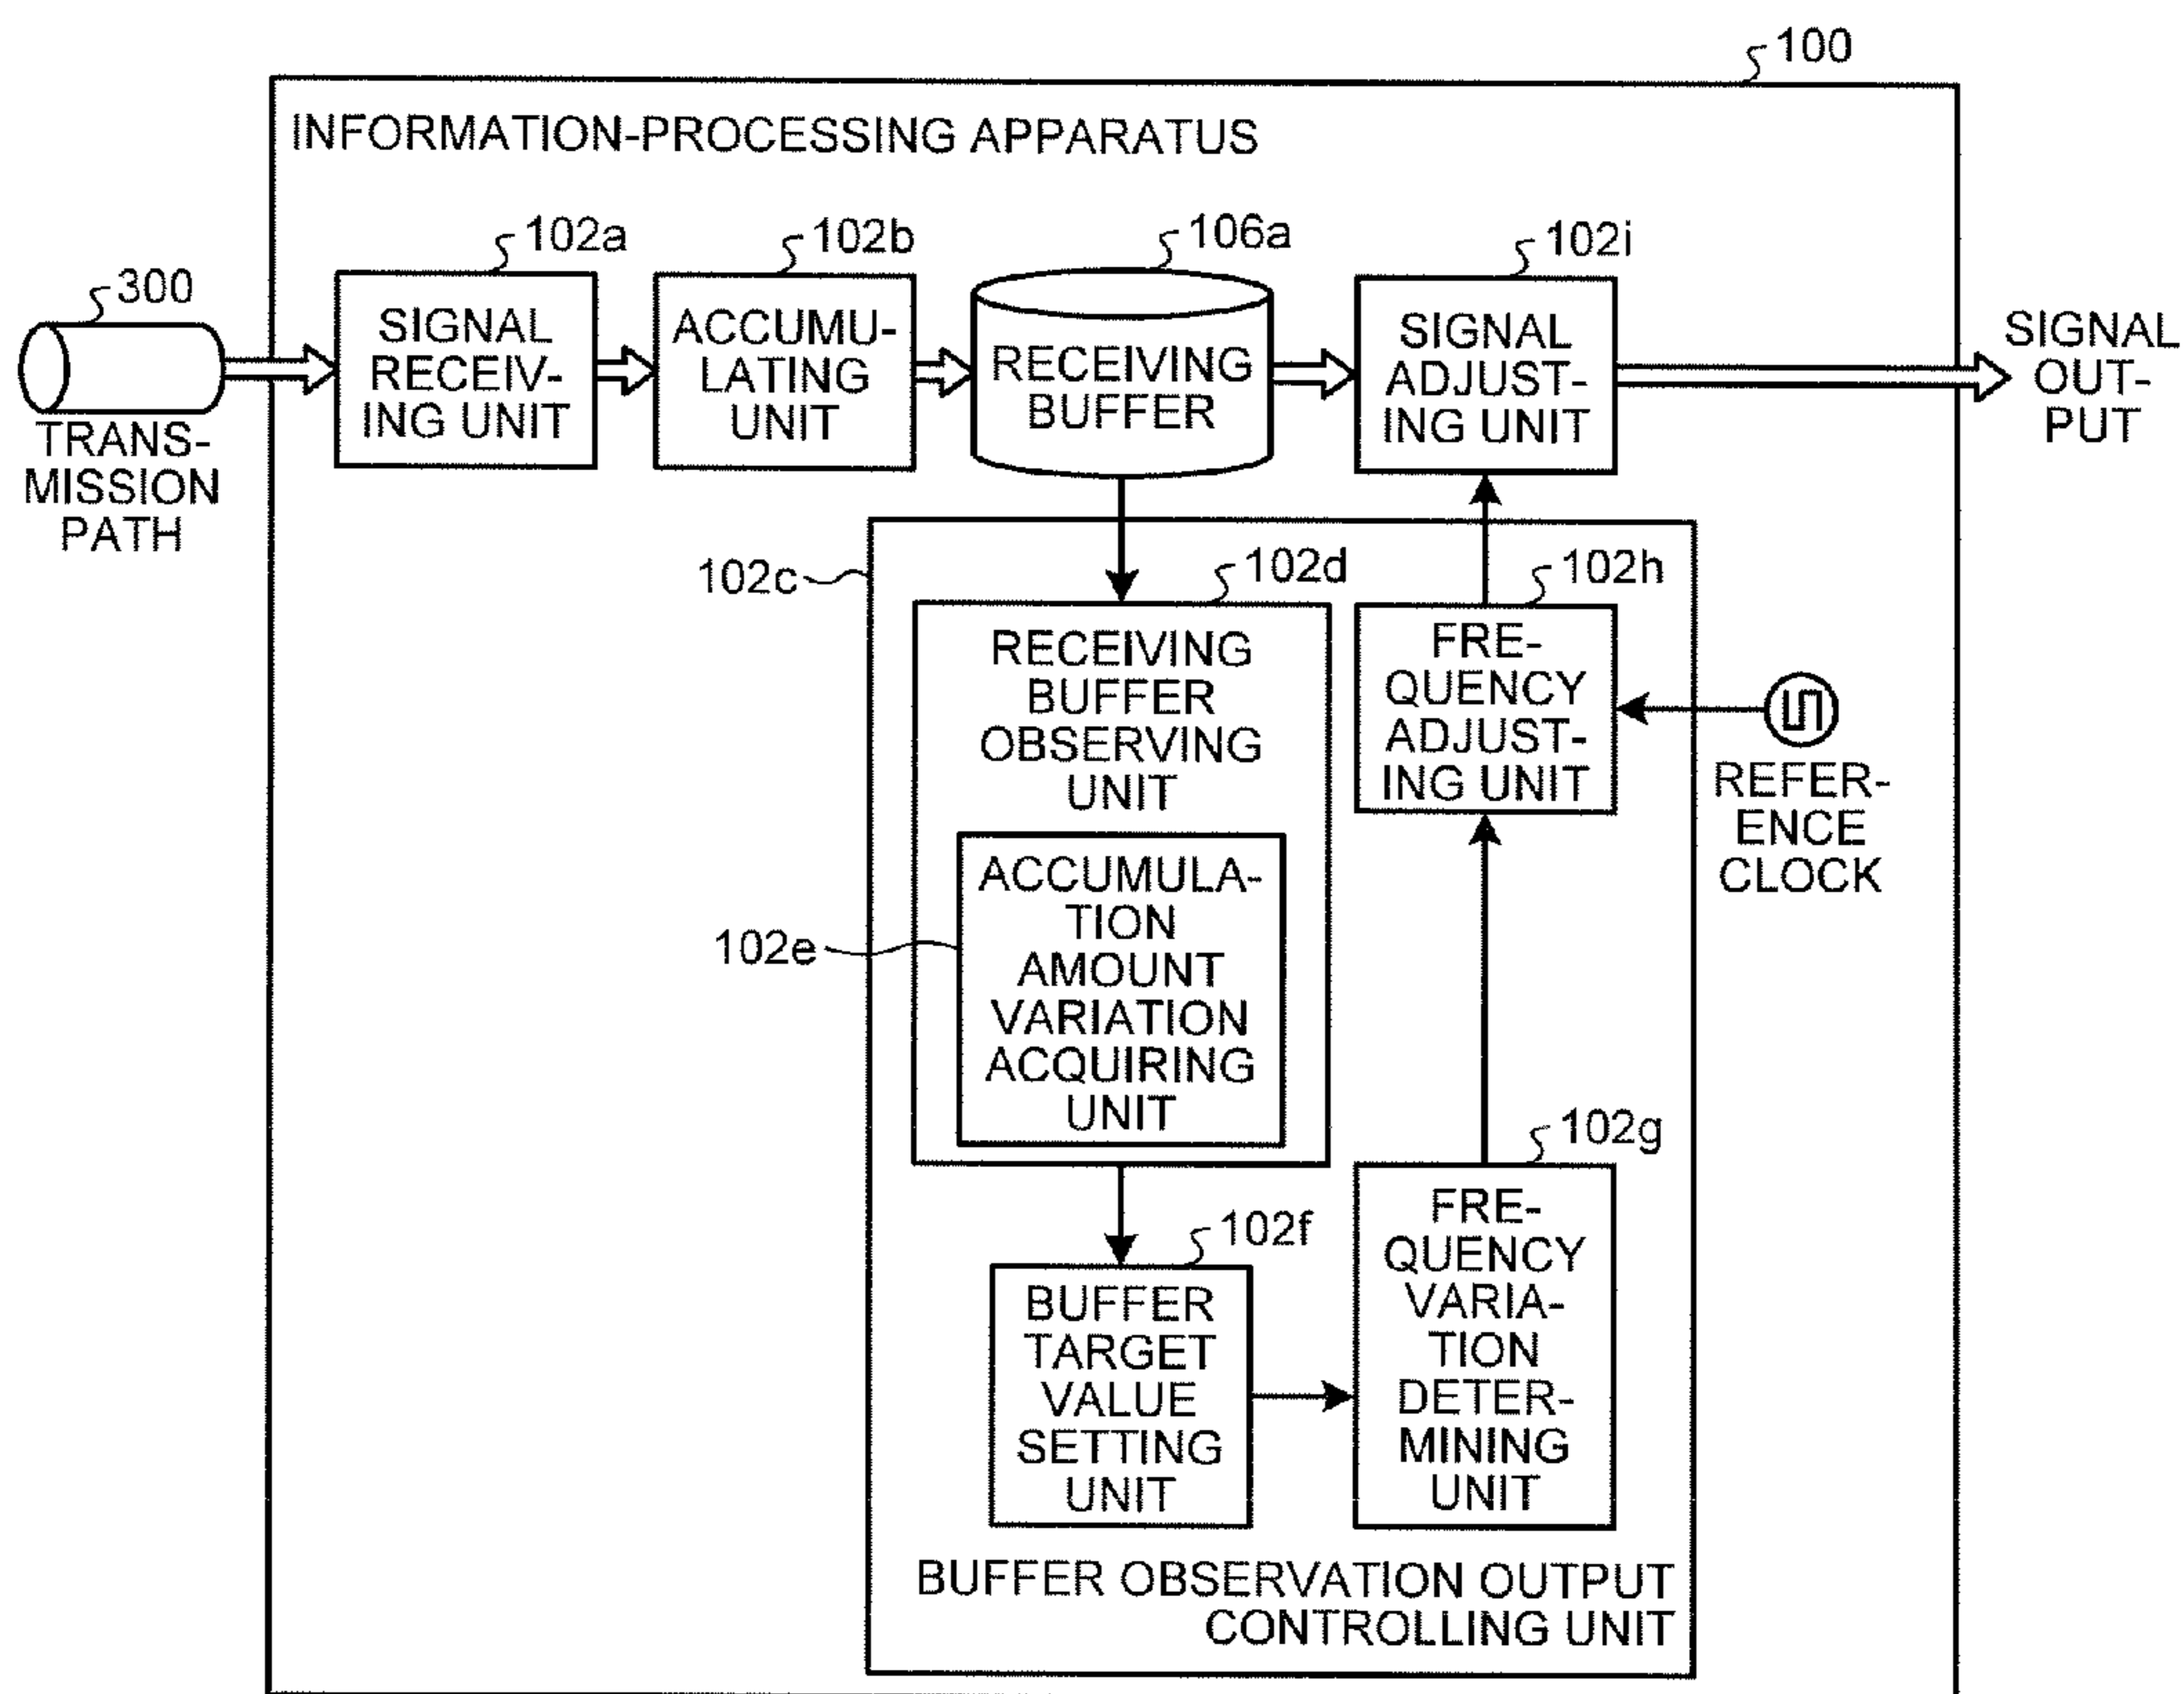 100
INFORMATION-PROCESSING APPARATUS
300
TRANS-
MISSION
PATH
102a
SIGNAL
RECEIV-
ING UNIT
102b
ACCUMU-
LATING
UNIT
106a
RECEIVING
BUFFER
102i
SIGNAL
ADJUST-
ING UNIT
SIGNAL
OUT-
PUT
102c
102d
RECEIVING
BUFFER
OBSERVING
UNIT
102e
ACCUMULA-
TION
AMOUNT
VARIATION
ACQUIRING
UNIT
102h
FRE-
QUENCY
ADJUST-
ING UNIT
REFER-
ENCE
CLOCK
102f
BUFFER
TARGET
VALUE
SETTING
UNIT
102g
FRE-
QUENCY
VARIA-
TION
DETER-
MINING
UNIT
BUFFER OBSERVATION OUTPUT
CONTROLLING UNIT